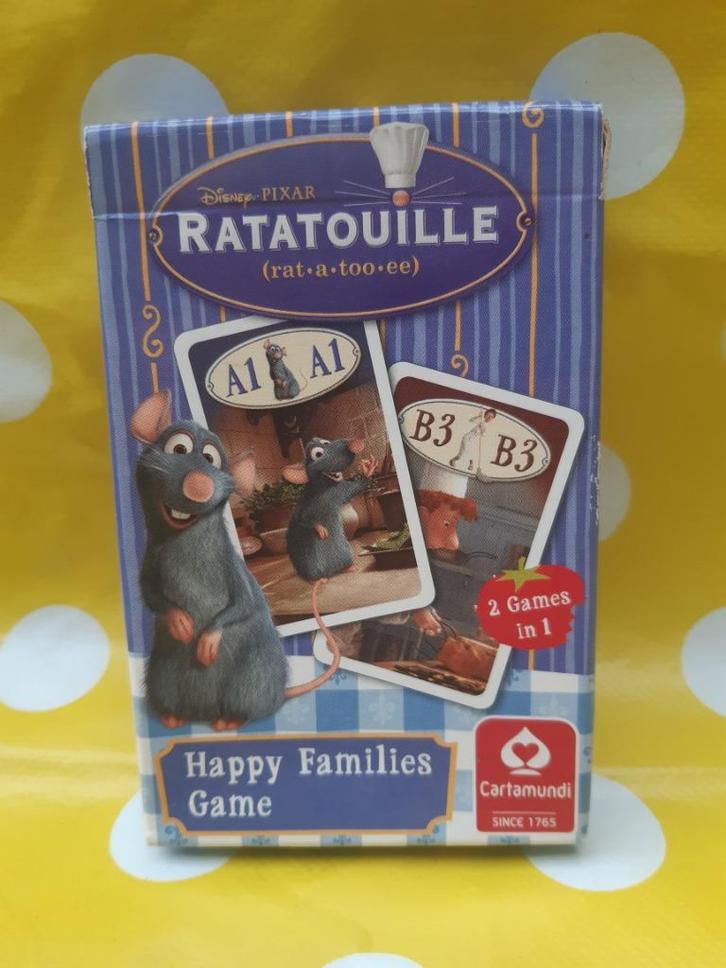 Disney·PIXAR
RATATOUILLE
(rat•a•too•ee)
A1 A1
B3 B3
2 Games
in 1
Happy Families
Game
Cartamundi
SINCE 1765